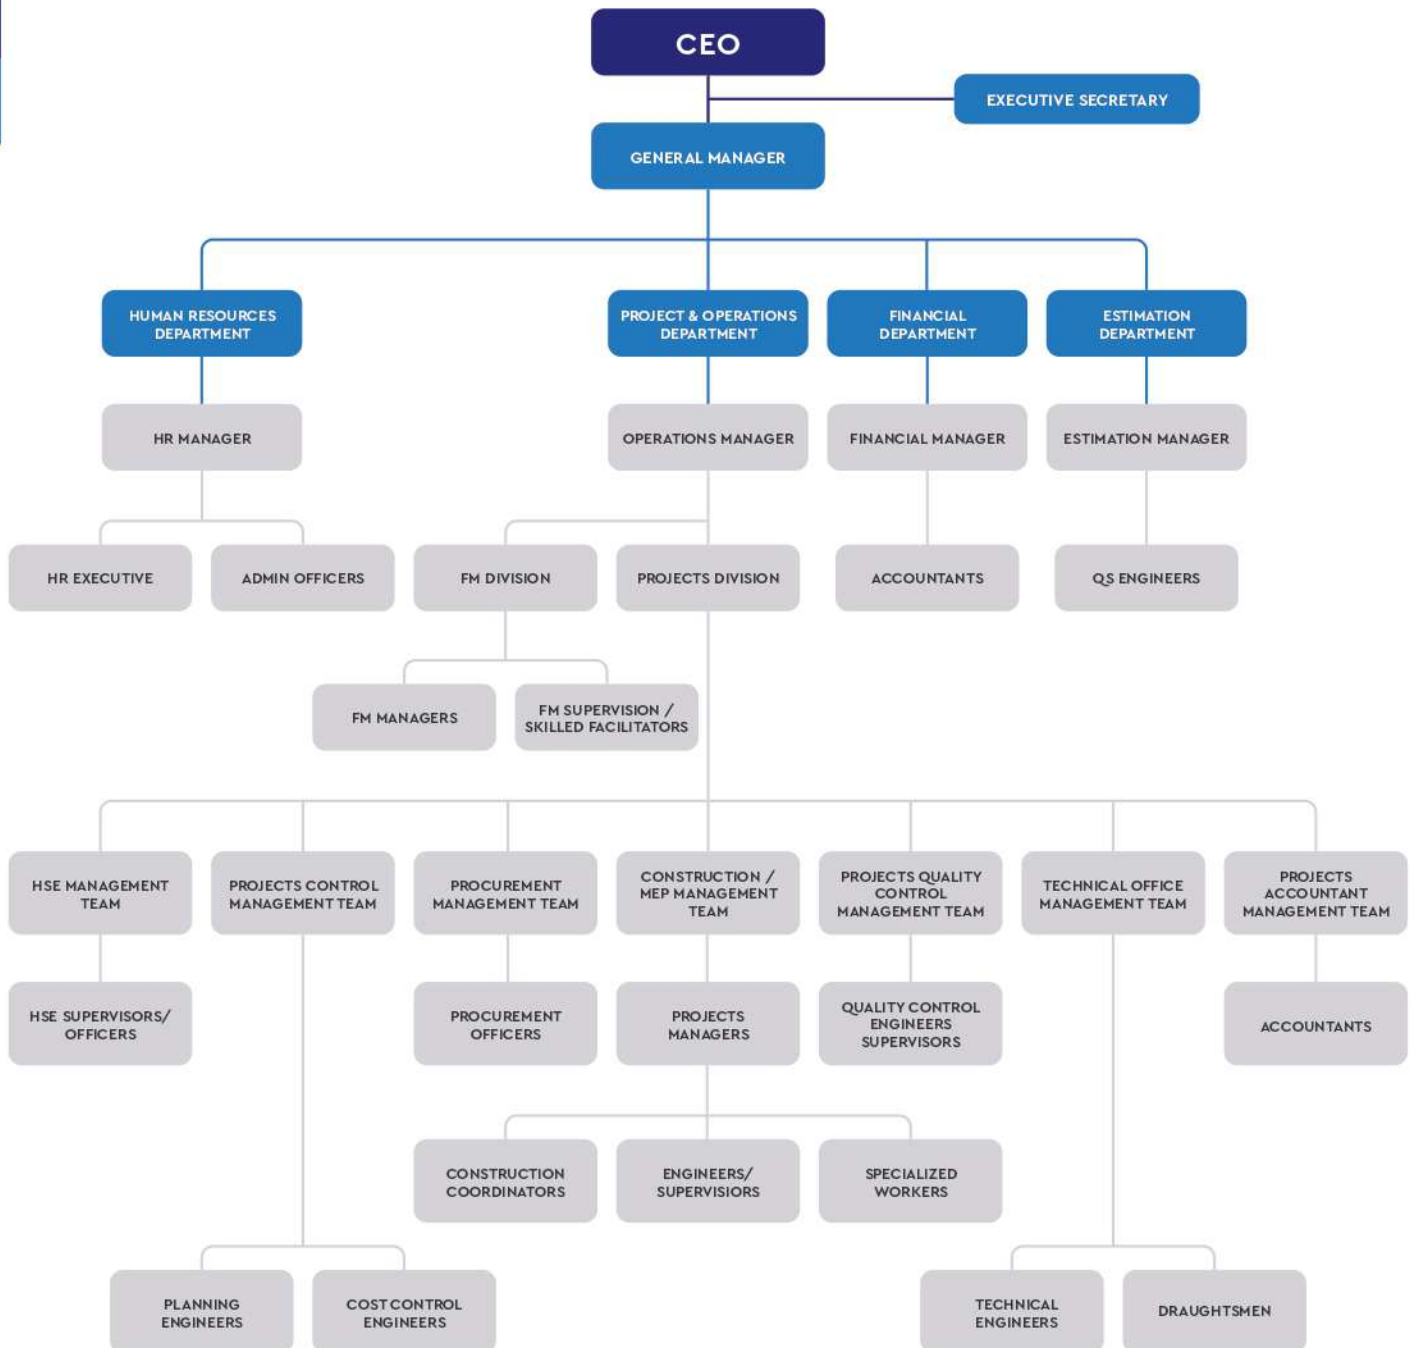 CEO
EXECUTIVE SECRETARY
GENERAL MANAGER
HUMAN RESOURCES
DEPARTMENT
PROJECT & OPERATIONS
DEPARTMENT
FINANCIAL
DEPARTMENT
ESTIMATION
DEPARTMENT
HR MANAGER
OPERATIONS MANAGER
FINANCIAL MANAGER
ESTIMATION MANAGER
HR EXECUTIVE
ADMIN OFFICERS
FM DIVISION
PROJECTS DIVISION
ACCOUNTANTS
QS ENGINEERS
FM MANAGERS
FM SUPERVISION /
SKILLED FACILITATORS
HSE MANAGEMENT
TEAM
PROJECTS CONTROL
MANAGEMENT TEAM
PROCUREMENT
MANAGEMENT TEAM
CONSTRUCTION /
MEP MANAGEMENT
TEAM
PROJECTS QUALITY
CONTROL
MANAGEMENT TEAM
TECHNICAL OFFICE
MANAGEMENT TEAM
PROJECTS
ACCOUNTANT
MANAGEMENT TEAM
HSE SUPERVISORS/
OFFICERS
PROCUREMENT
OFFICERS
PROJECTS
MANAGERS
QUALITY CONTROL
ENGINEERS
SUPERVISORS
ACCOUNTANTS
CONSTRUCTION
COORDINATORS
ENGINEERS/
SUPERVISIORS
SPECIALIZED
WORKERS
PLANNING
ENGINEERS
COST CONTROL
ENGINEERS
TECHNICAL
ENGINEERS
DRAUGHTSMEN